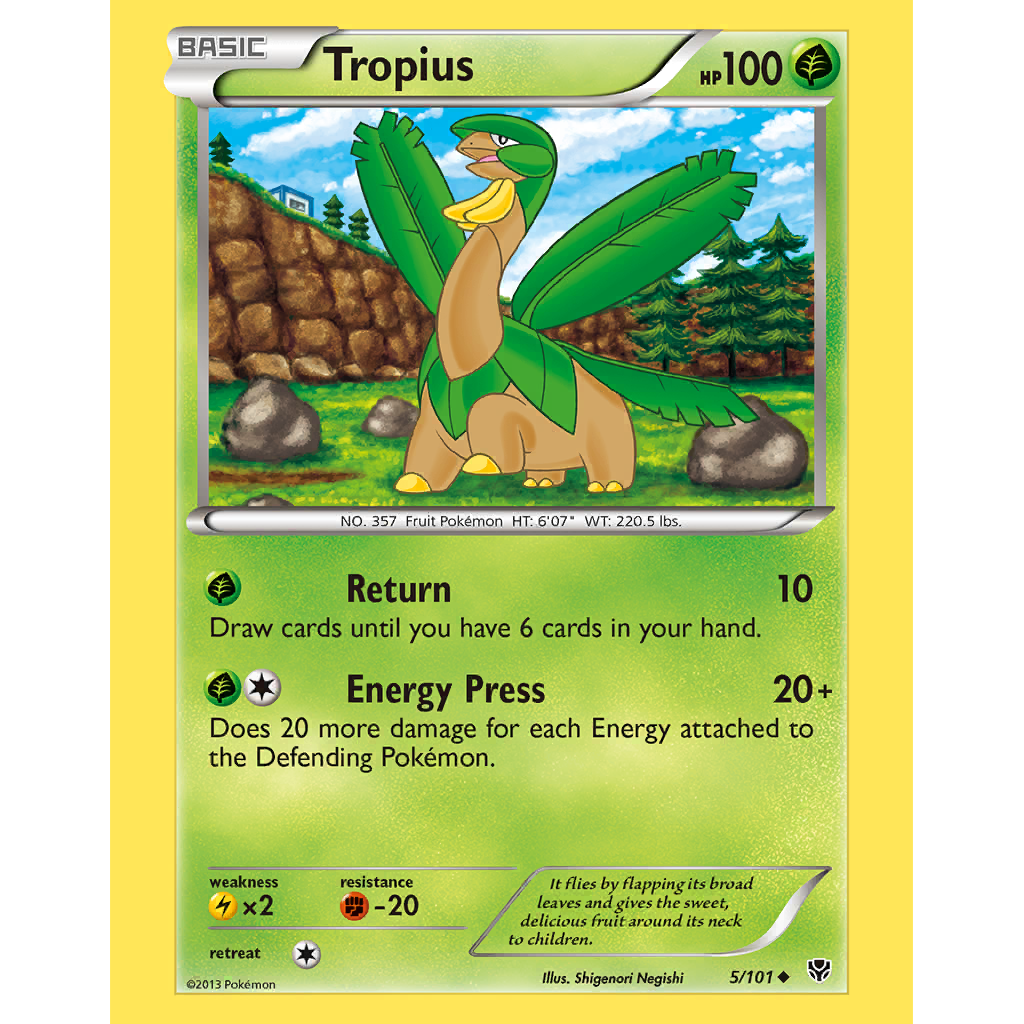 BASIC
Tropius
HP100
NO. 357 Fruit Pokémon HT: 6'07" WT: 220.5 lbs.
Return 10
Draw cards until you have 6 cards in your hand.
Energy Press 20+
Does 20 more damage for each Energy attached to
the Defending Pokémon.
weakness
×2
resistance
-20
retreat
It flies by flapping its broad
leaves and gives the sweet,
delicious fruit around its neck
to children.
Illus. Shigenori Negishi
5/101
©2013 Pokémon